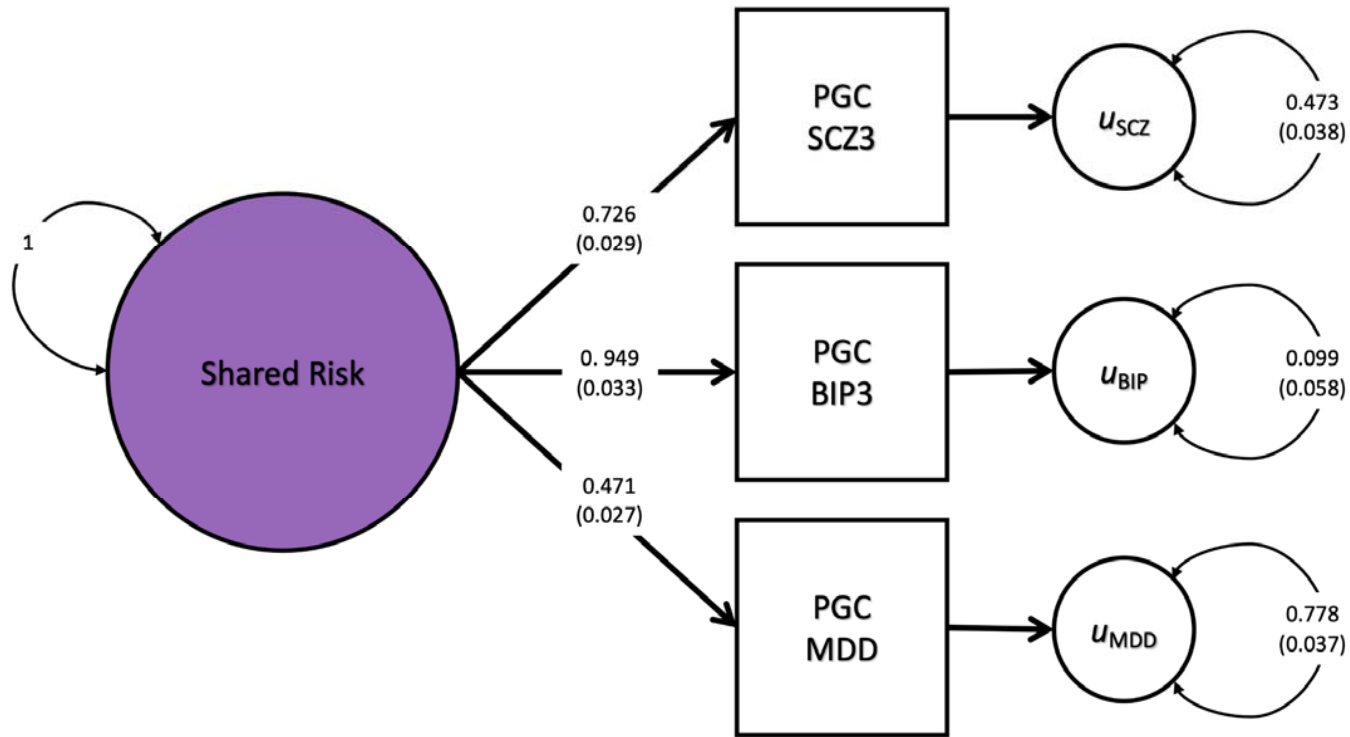 1
Shared Risk
0.726
(0.029)
0. 949
(0.033)
0.471
(0.027)
PGC
SCZ3
PGC
BIP3
PGC
MDD
uSCZ
0.473
(0.038)
uBIP
0.099
(0.058)
uMDD
0.778
(0.037)